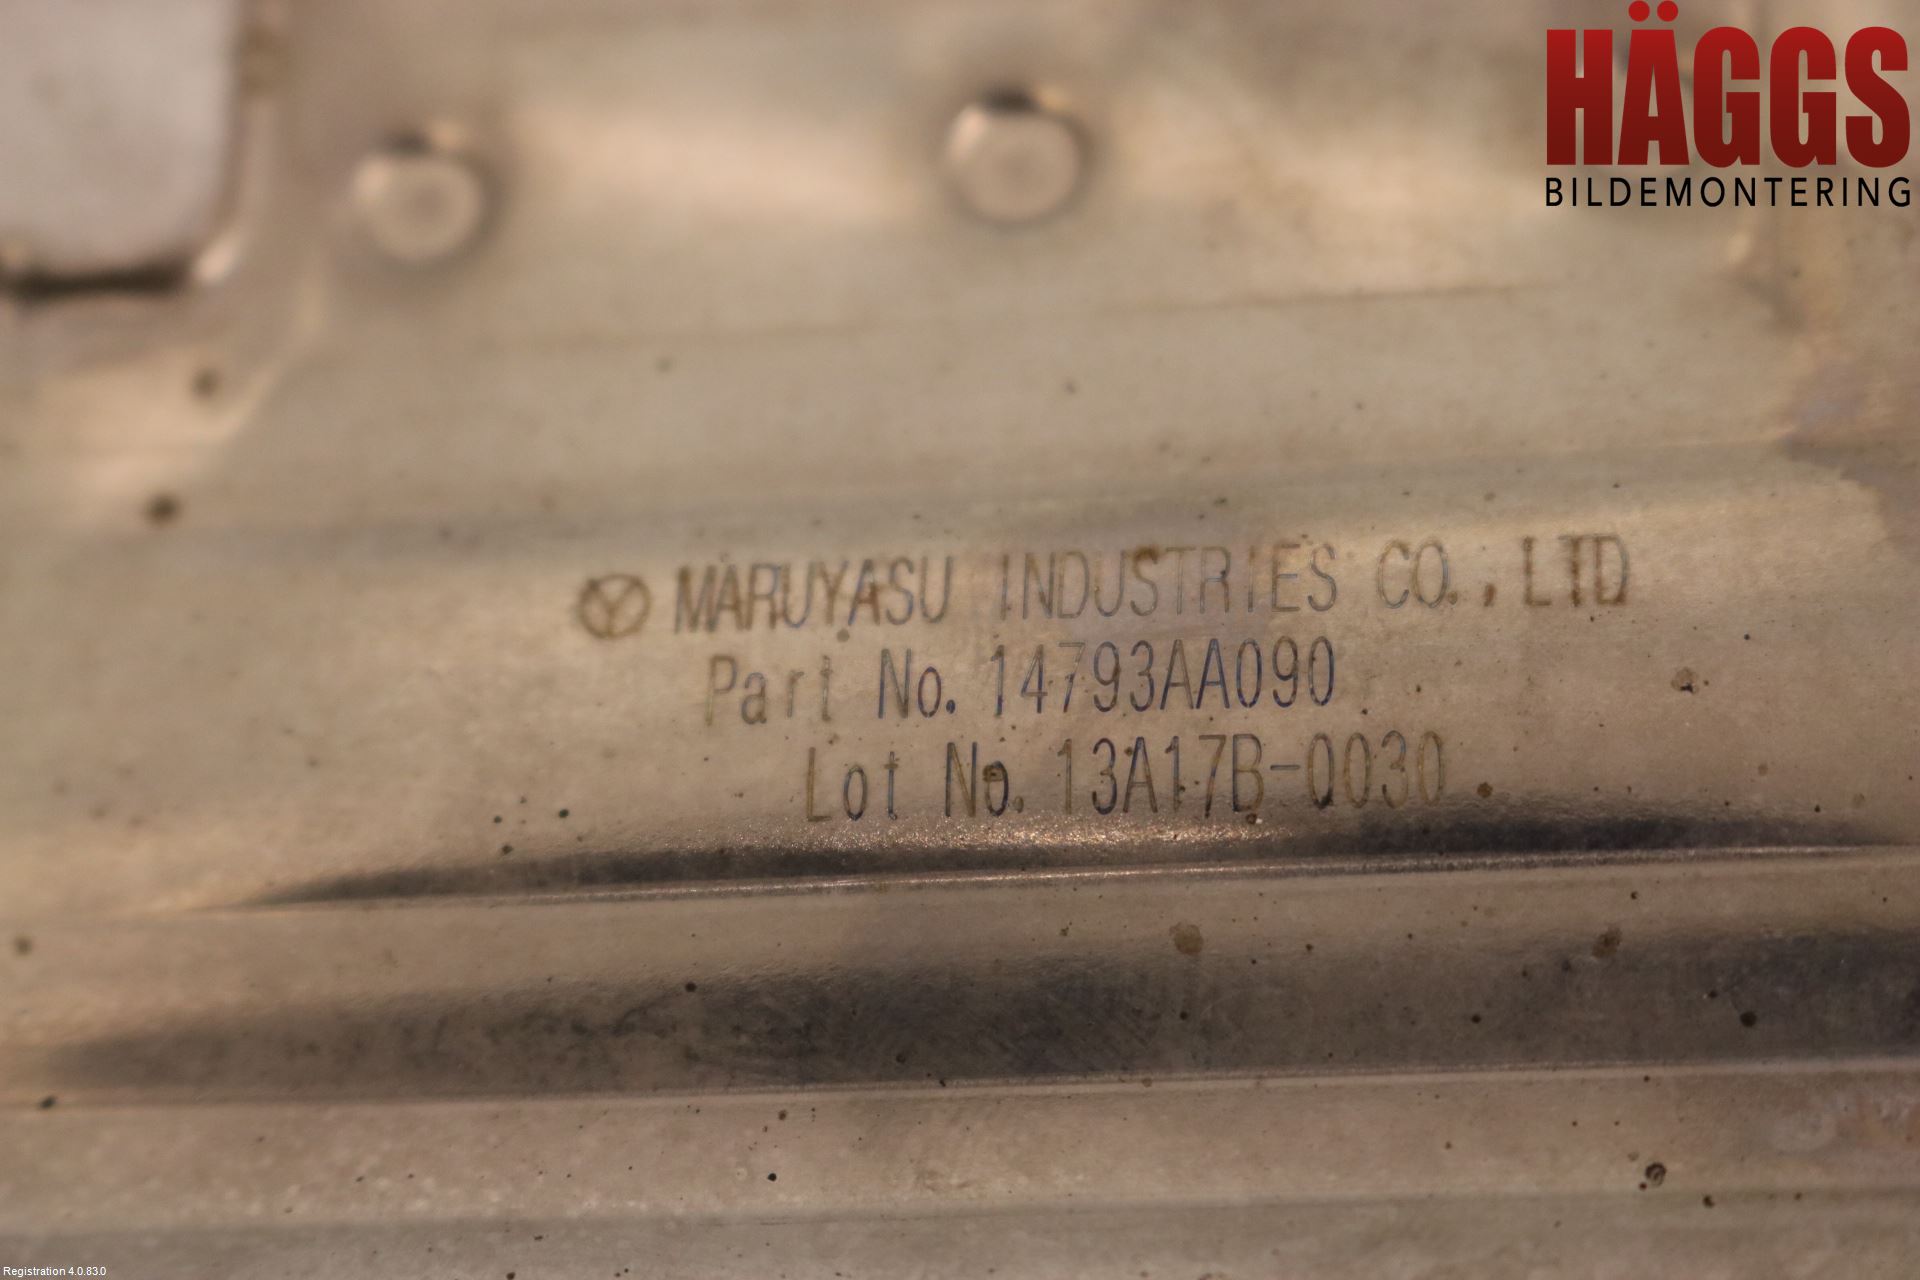 HÄGGS
BILDEMONTERING
MARUYASU INDUSTRIES CO., LTD
Part No. 14793AA090
Lot No. 13A17B-0030
Registration 4.0.83.0